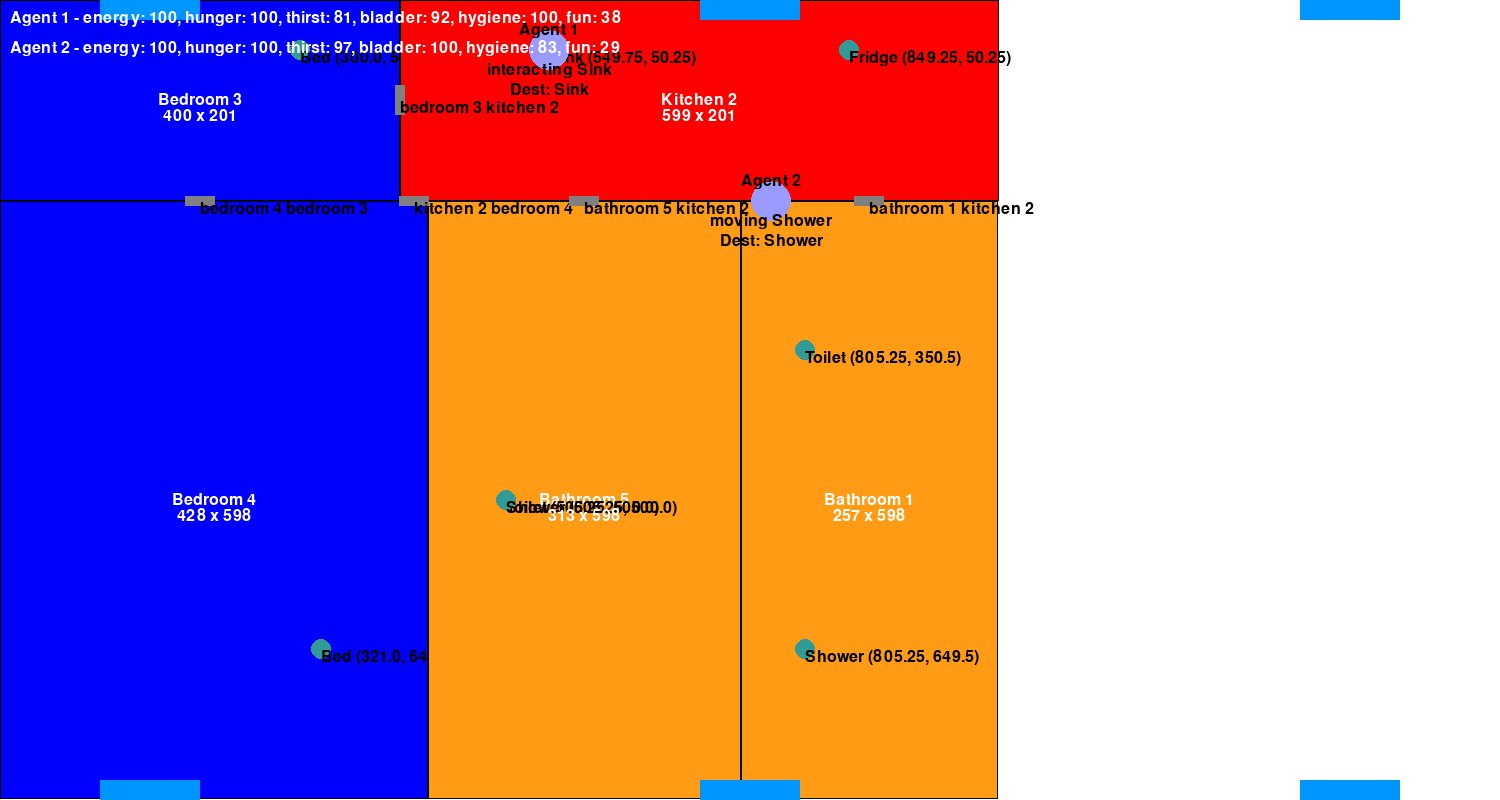 Agent 1 - energy: 100, hunger: 100, thirst: 81, bladder: 92, hygiene: 100, fun: 38
Agent 1
Agent 2 - energy: 100, hunger: 100, thirst: 97, bladder: 100, hygiene: 83, fun: 29
Bed (300.0,
(549.75, 50.25)
Fridge (849.25, 50.25)
interacting Sink
Dest: Sink
Bedroom 3
400 x 201
bedroom 3 kitchen 2
Kitchen 2
599 x 201
Agent 2
bedroom 4 bedroom 3
kitchen 2 bedroom 4
bathroom 5 kitchen 2
bathroom 1 kitchen 2
moving Shower
Dest: Shower
Toilet (805.25, 350.5)
Bedroom 4
428 x 598
Bathroom 5
313 x 598
Bathroom 1
257 x 598
Bed (321.0, 64
Shower (805.25, 649.5)